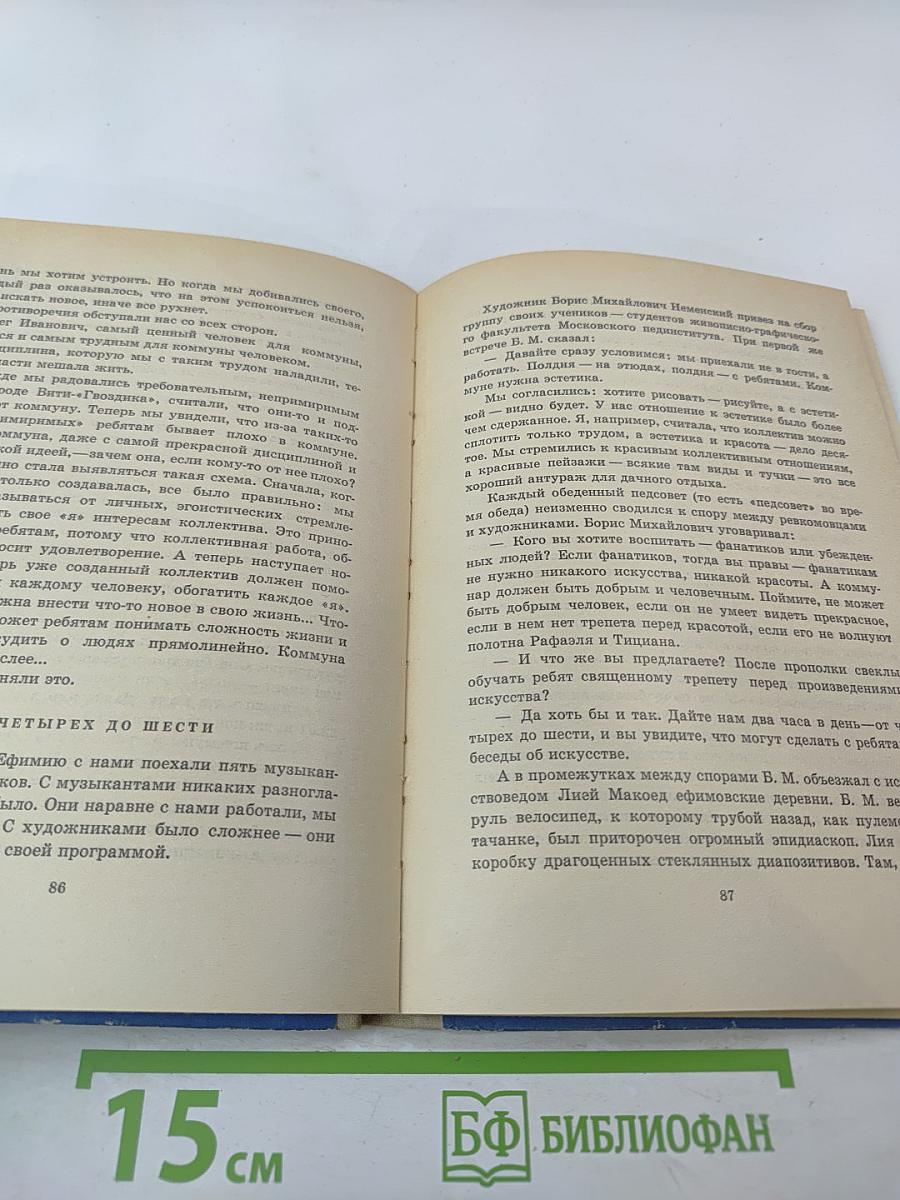 нь мы хотим устроить. Но когда мы добивались своего,
дый раз оказывалось, что на этом успокоиться нельзя,
искать новое, иначе все рухнет.
ротиворечия обступали нас со всех сторон.
ег Иванович, самый ценный человек для коммуны,
ся и самым трудным для коммуны человеком.
циплина, которую мы с таким трудом наладили, те-
асти мешала жить.
де мы радовались требовательным, непримиримым
роде Вити-«Гвоздика», считали, что они-то и под-
т коммуну. Теперь мы увидели, что из-за таких-то
римиримых» ребятам бывает плохо в коммуне.
оммуна, даже с самой прекрасной дисциплиной и
кой идеей,—зачем она, если кому-то от нее плохо?
но стала выявляться такая схема. Сначала, ког-
только создавалась, все было правильно: мы
азываться от личных, эгоистических стремле-
ть свое «я» интересам коллектива. Это прино-
ребятам, потому что коллективная работа, об-
осит удовлетворение. А теперь наступает но-
рь уже созданный коллектив должен помо-
и каждому человеку, обогатить каждое «я».
жна внести что-то новое в свою жизнь... Что-
ожет ребятам понимать сложность жизни и
судить о людях прямолинейно. Коммуна
слее...
няли это.
ЧЕТЫРЕХ ДО ШЕСТИ
Ефимию с нами поехали пять музыкан-
ков. С музыкантами никаких разногла-
было. Они наравне с нами работали, мы
С художниками было сложнее — они
своей программой.
86
Художник Борис Михайлович Неменский привез на сбор
группу своих учеников — студентов живописно-графическо-
го факультета Московского пединститута. При первой же
встрече Б. М. сказал:
— Давайте сразу условимся: мы приехали не в гости, а
работать. Полдня — на этюдах, полдня — с ребятами. Ком-
муне нужна эстетика.
Мы согласились: хотите рисовать — рисуйте, а с эстети-
кой — видно будет. У нас отношение к эстетике было более
чем сдержанное. Я, например, считала, что коллектив можно
сплотить только трудом, а эстетика и красота — дело деся-
тое. Мы стремились к красивым коллективным отношениям,
а красивые пейзажи — всякие там виды и тучки — это все
хороший антураж для дачного отдыха.
Каждый обеденный педсовет (то есть «педсовет» во вре-
мя обеда) неизменно сводился к спору между ревкомовцами
и художниками. Борис Михайлович уговаривал:
— Кого вы хотите воспитать — фанатиков или убежден-
ных людей? Если фанатиков, тогда вы правы — фанатикам
не нужно никакого искусства, никакой красоты. А комму-
нар должен быть добрым и человечным. Поймите, не может
быть добрым человек, если он не умеет видеть прекрасное,
если в нем нет трепета перед красотой, если его не волнуют
полотна Рафаэля и Тициана.
— И что же вы предлагаете? После прополки свеклы
обучать ребят священному трепету перед произведениями
искусства?
— Да хоть бы и так. Дайте нам два часа в день—от ч
тырех до шести, и вы увидите, что могут сделать с ребята
беседы об искусстве.
А в промежутках между спорами Б. М. объезжал с ис
ствоведом Лией Макоед ефимовские деревни. Б. М. ве
руль велосипед, к которому трубой назад, как пулем
тачанке, был приторочен огромный эпидиаскоп. Лия
коробку драгоценных стеклянных диапозитивов. Там,
87
15 см
БФ БИБЛИОФАН